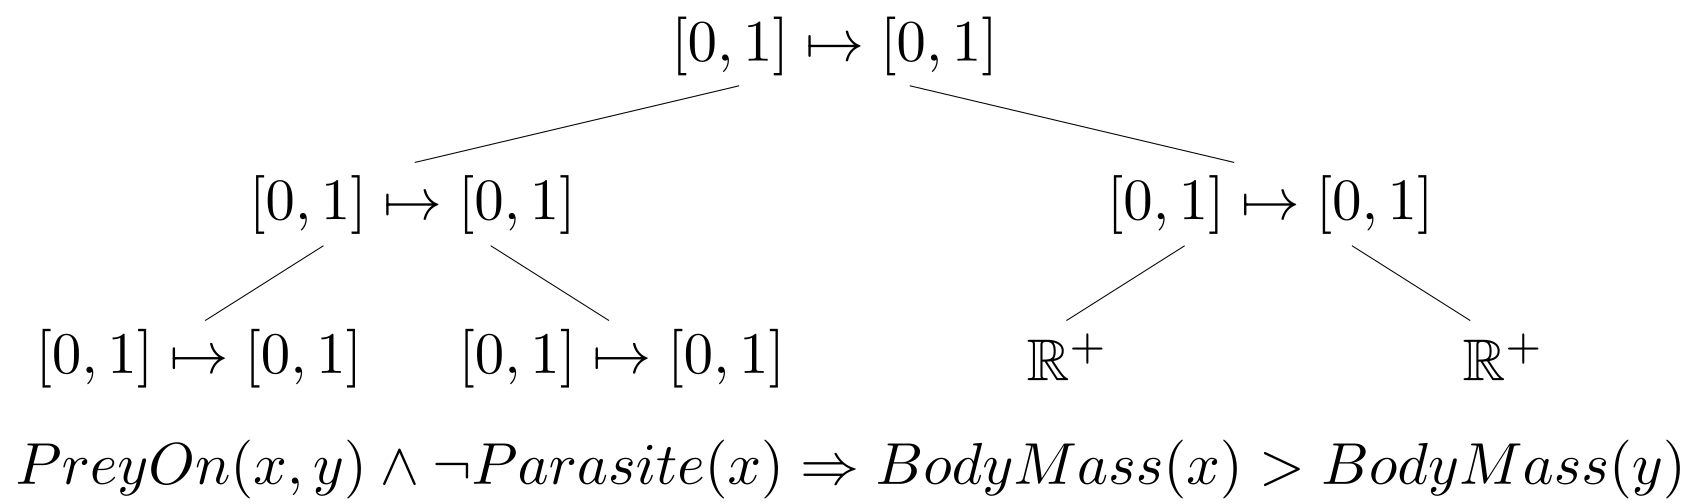 [0, 1] ↦ [0, 1]
[0, 1] ↦ [0, 1] [0, 1] ↦ [0, 1]
[0, 1] ↦ [0, 1] [0, 1] ↦ [0, 1] ℝ⁺ ℝ⁺
PreyOn(x, y) ∧ ¬Parasite(x) ⇒ BodyMass(x) > BodyMass(y)